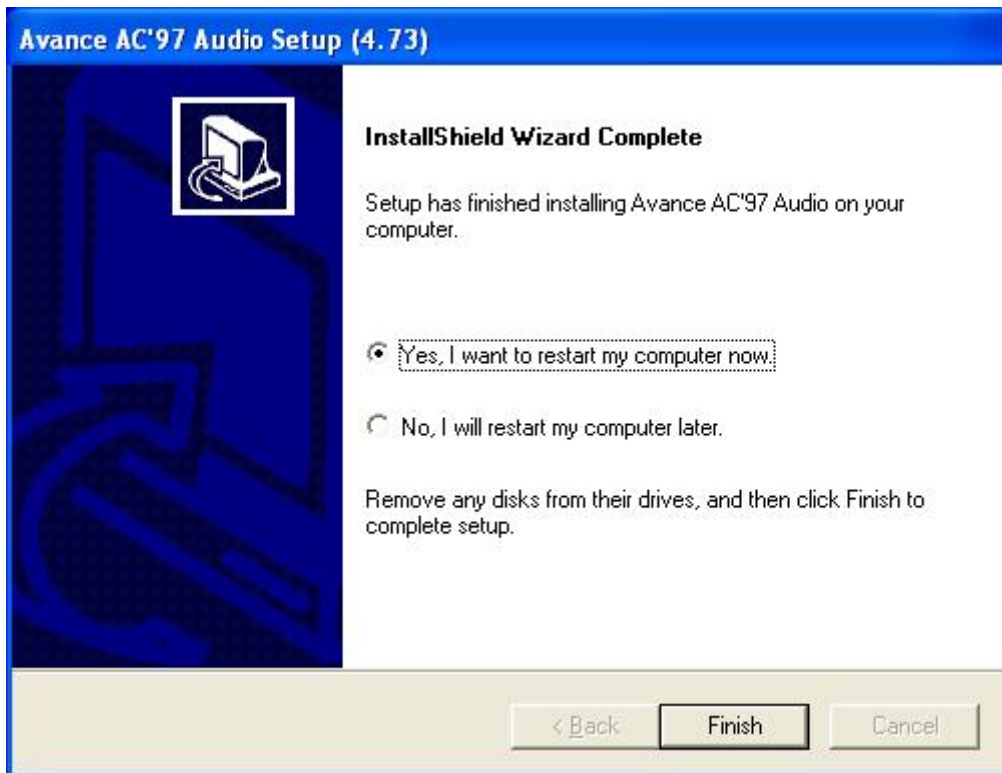 Avance AC'97 Audio Setup (4.73)
InstallShield Wizard Complete
Setup has finished installing Avance AC'97 Audio on your
computer.
Yes, I want to restart my computer now.
No, I will restart my computer later.
Remove any disks from their drives, and then click Finish to
complete setup.
< Back Finish Cancel